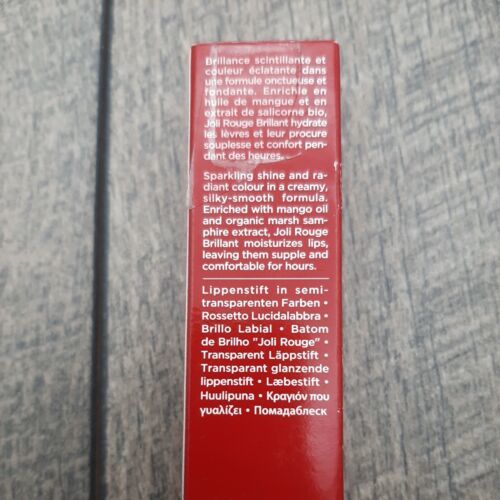 Brillance scintillante et
couleur éclatante dans
une formule onctueuse et
fondante. Enrichie en
huile de mangue et en
extrait de salicorne bio,
Joli Rouge Brillant hydrate
les lèvres et leur procure
souplesse et confort pen-
dant des heures.
Sparkling shine and ra-
diant colour in a creamy,
silky-smooth formula.
Enriched with mango oil
and organic marsh sam-
phire extract, Joli Rouge
Brillant moisturizes lips,
leaving them supple and
comfortable for hours.
Lippenstift in semi-
transparenten Farben •
Rossetto Lucidalabbra •
Brillo Labial • Batom
de Brilho "Joli Rouge" •
Transparent Läppstift •
Transparant glanzende
lippenstift • Læbestift •
Huulipuna • Κραγιόν που
γυαλίζει • Помадаблеск